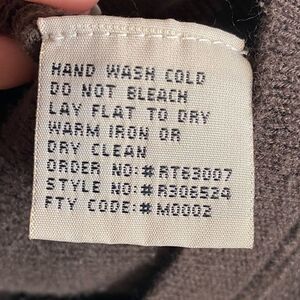 HAND WASH COLD
DO NOT BLEACH
LAY FLAT TO DRY
WARM IRON OR
DRY CLEAN
ORDER NO:#RT63007
STYLE NO:#R306524
FTY CODE:# M0002